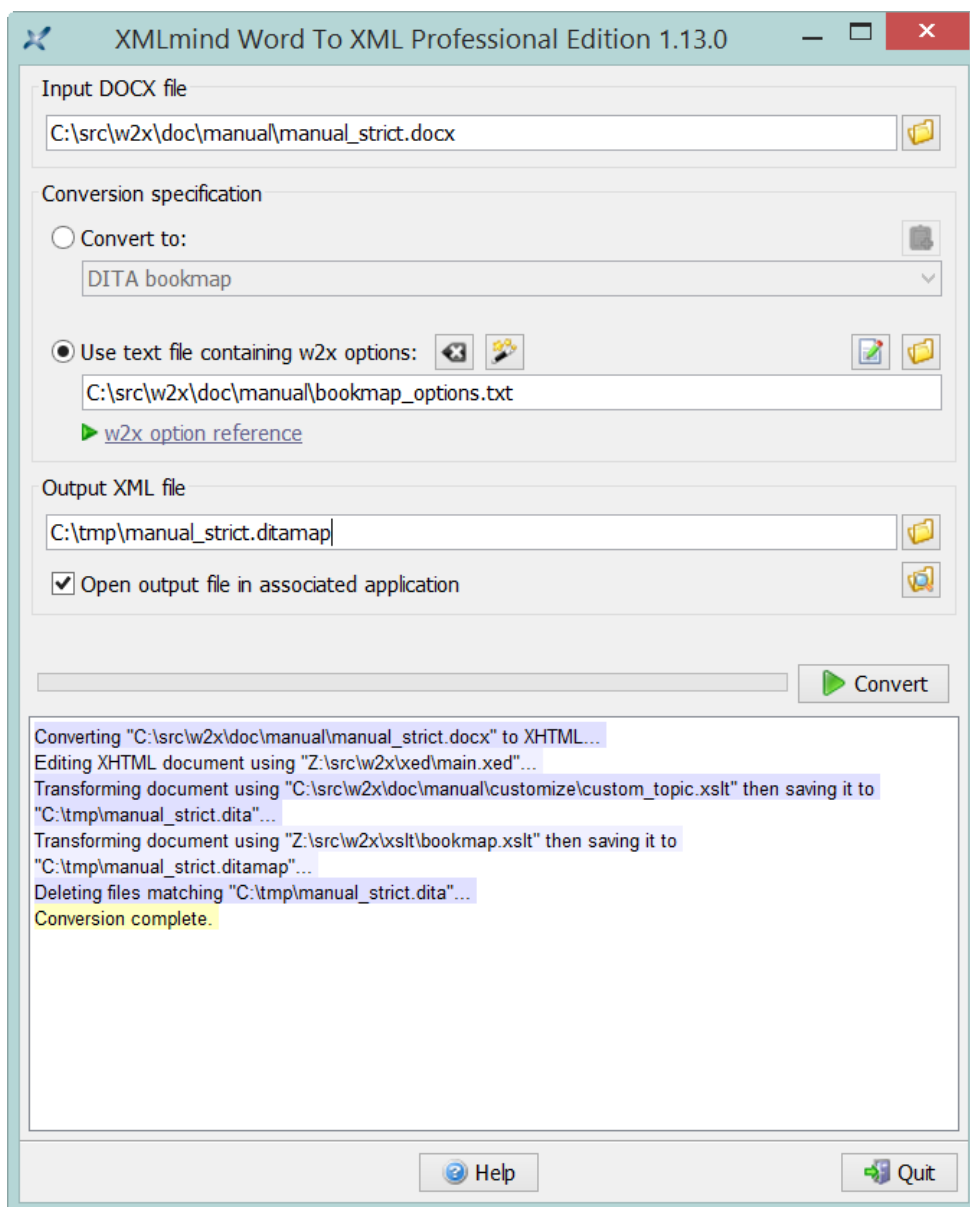 XMLmind Word To XML Professional Edition 1.13.0
Input DOCX file
C:\src\w2x\doc\manual\manual_strict.docx
Conversion specification
Convert to:
DITA bookmap
Use text file containing w2x options:
C:\src\w2x\doc\manual\bookmap_options.txt
w2x option reference
Output XML file
C:\tmp\manual_strict.ditamap
Open output file in associated application
Convert
Converting "C:\src\w2x\doc\manual\manual_strict.docx" to XHTML...
Editing XHTML document using "Z:\src\w2x\xed\main.xed"...
Transforming document using "C:\src\w2x\doc\manual\customize\custom_topic.xslt" then saving it to
"C:\tmp\manual_strict.dita"...
Transforming document using "Z:\src\w2x\xslt\bookmap.xslt" then saving it to
"C:\tmp\manual_strict.ditamap"...
Deleting files matching "C:\tmp\manual_strict.dita"...
Conversion complete.
Help
Quit